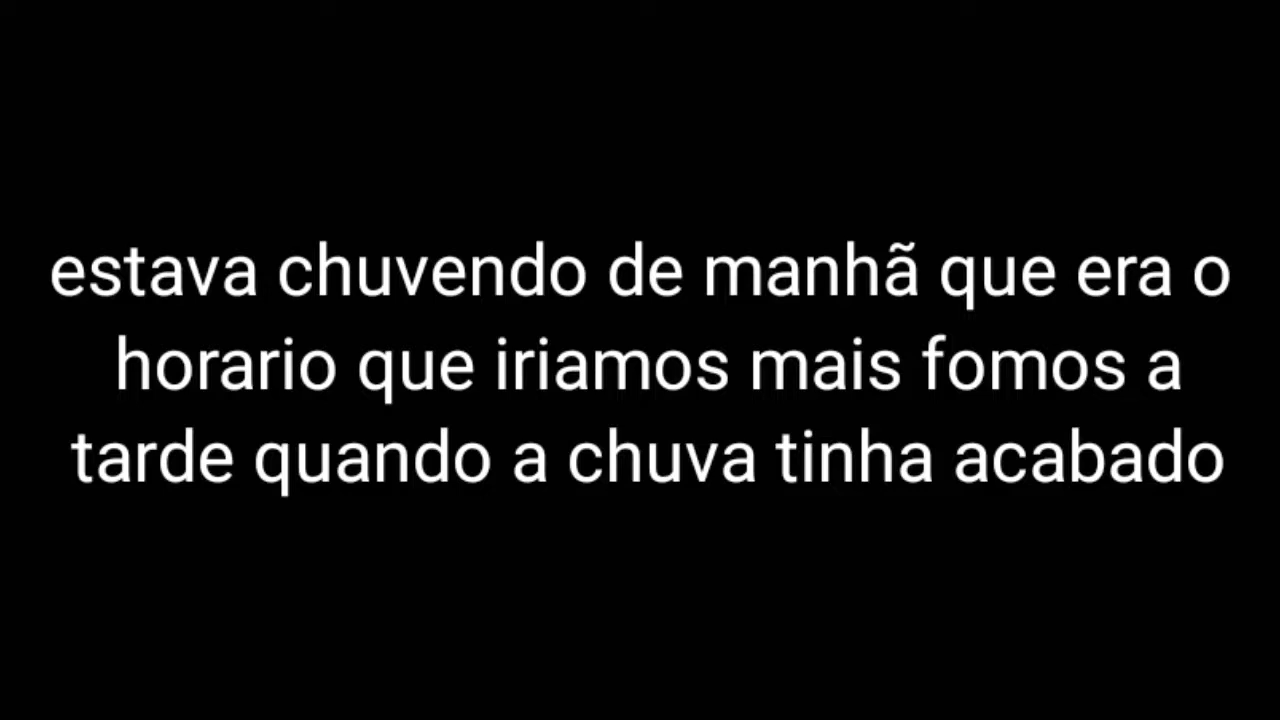 estava chuvendo de manhã que era o
horario que iriamos mais fomos a
tarde quando a chuva tinha acabado